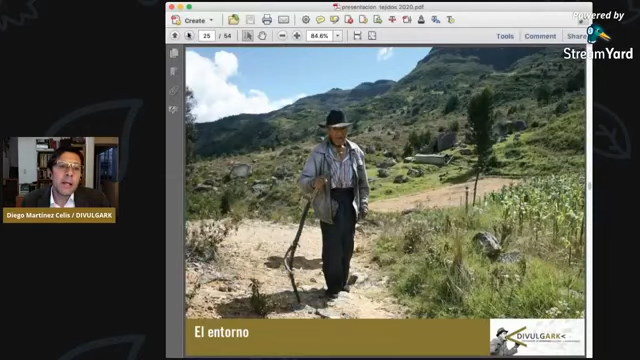 presentacion tejidos 2020.pdf
Powered by
StreamYard
Create
25 / 54
84.6%
Tools
Comment
Share
Diego Martínez Celis / DIVULGARK
El entorno
DIVULGARK